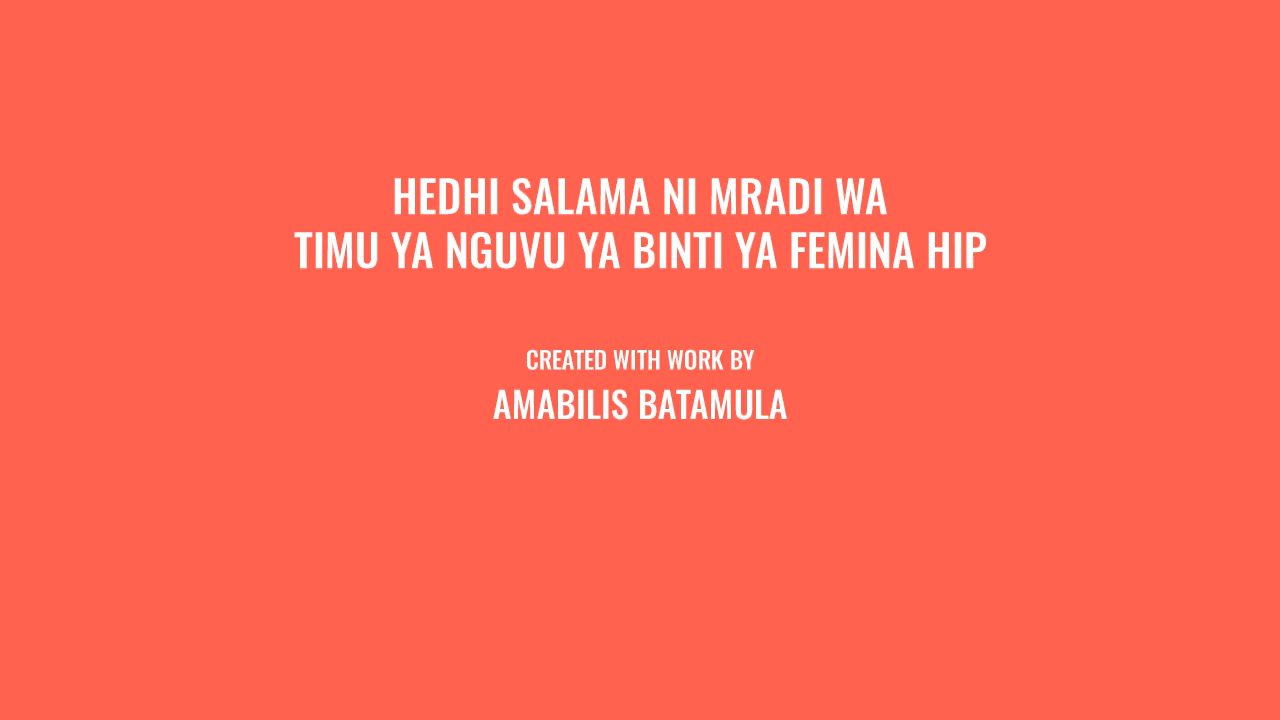 HEDHI SALAMA NI MRADI WA
TIMU YA NGUVU YA BINTI YA FEMINA HIP
CREATED WITH WORK BY
AMABILIS BATAMULA